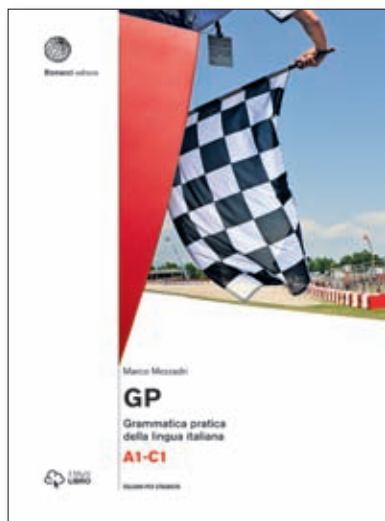 Bonacci editore
Marco Mezzadri
GP
Grammatica pratica
della lingua italiana
A1-C1
LIBRO
ITALIANO PER STRANIERI